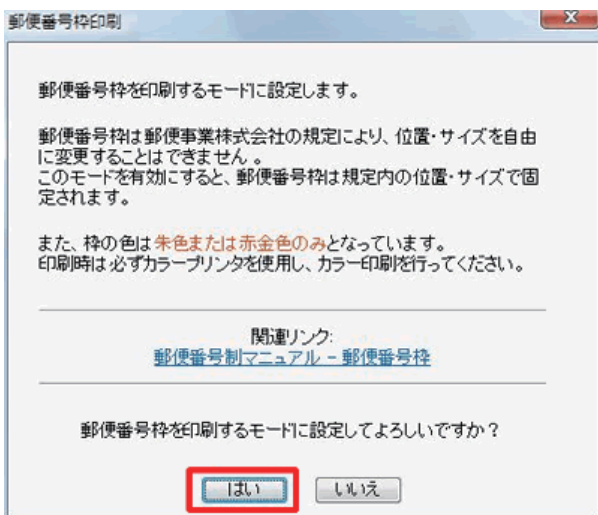 郵便番号枠印刷
郵便番号枠を印刷するモードに設定します。
郵便番号枠は郵便事業株式会社の規定により、位置・サイズを自由
に変更することはできません 。
このモードを有効にすると、郵便番号枠は規定内の位置・サイズで固
定されます。
また、枠の色は朱色または赤金色のみとなっています。
印刷時は必ずカラープリンタを使用し、カラー印刷を行ってください。
関連リンク:
郵便番号制マニュアル - 郵便番号枠
郵便番号枠を印刷するモードに設定してよろしいですか？
はい
いいえ